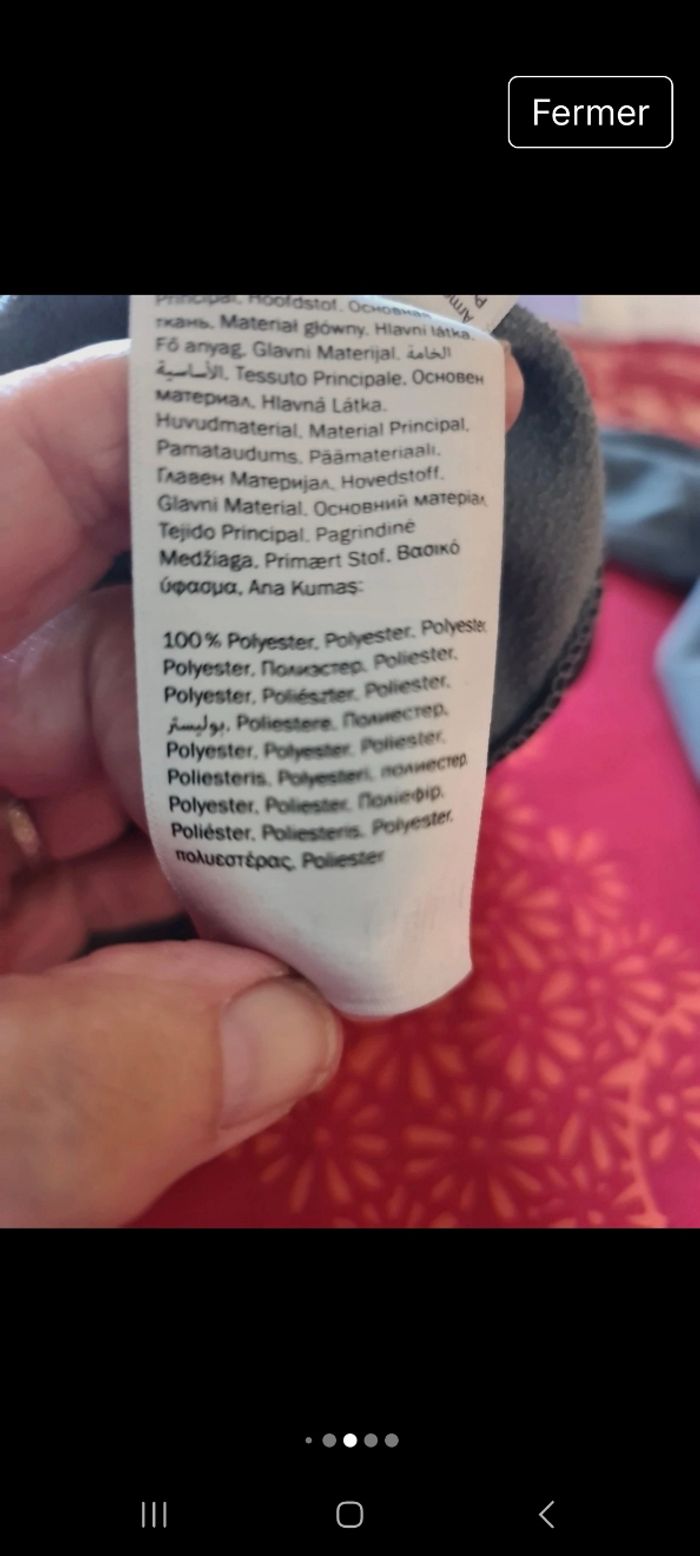 Fermer
Principal, Hoofdstof, Основная
ткань, Materiał główny, Hlavní látka,
Fő anyag, Glavni Materijal, الخامة
الأساسية, Tessuto Principale, Основен
материал, Hlavná Látka,
Huvudmaterial, Material Principal,
Pamataudums, Päämateriaali,
Главен Материјал, Hovedstoff,
Glavni Material, Основний матеріал,
Tejido Principal, Pagrindinė
Medžiaga, Primært Stof, Βασικό
ύφασμα, Ana Kumaş:
100% Polyester, Polyester, Polyester,
Polyester, Полиэстер, Poliester,
Polyester, Poliészter, Poliester,
بوليستر, Poliestere, Полиестер,
Polyester, Polyester, Poliester,
Poliesteris, Polyesteri, полиестер,
Polyester, Poliester, Поліефір,
Poliéster, Poliesteris, Polyester,
πολυεστέρας, Poliester